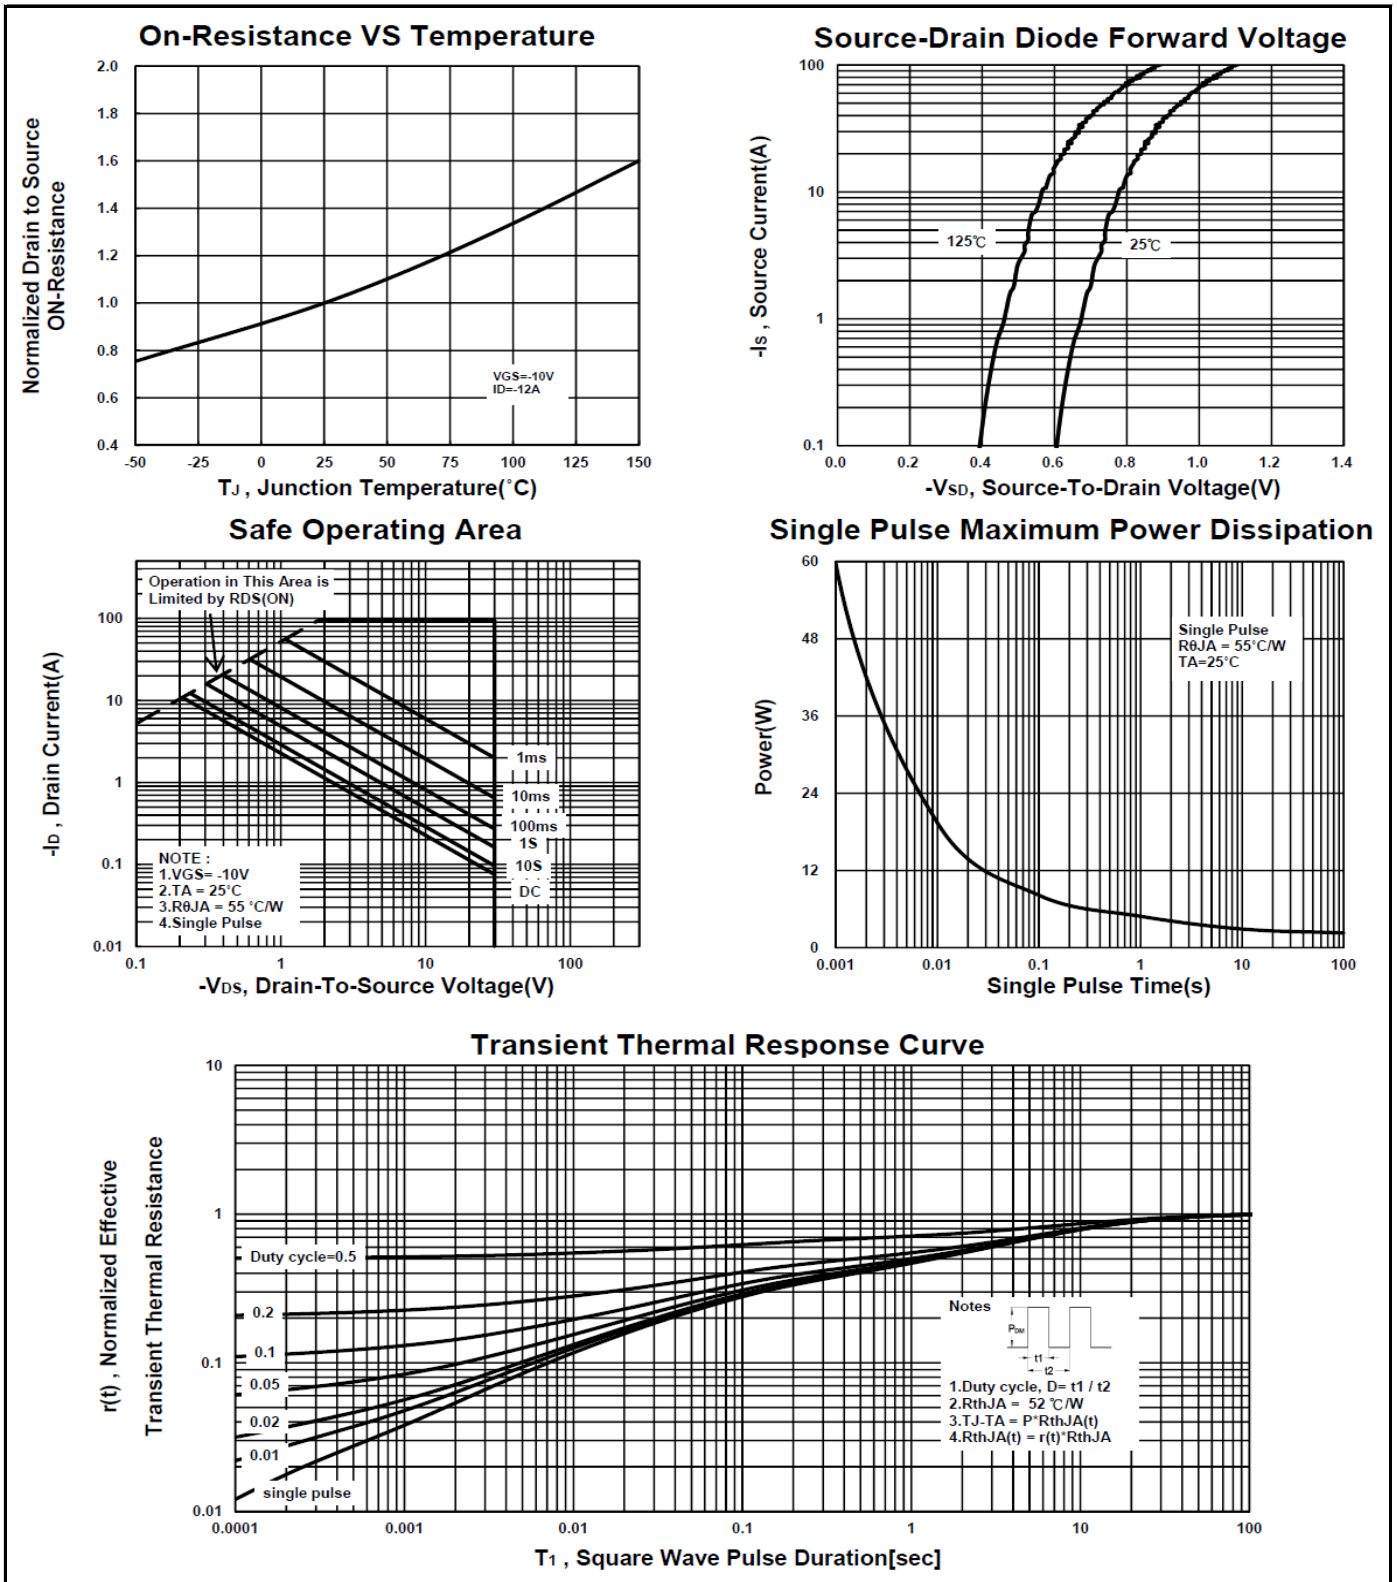 On-Resistance VS Temperature
Normalized Drain to Source
ON-Resistance
2.0
1.8
1.6
1.4
1.2
1.0
0.8
0.6
0.4
VGS=-10V
ID=-12A
-50 -25 0 25 50 75 100 125 150
TJ , Junction Temperature(°C)
Source-Drain Diode Forward Voltage
-IS , Source Current(A)
100
10
1
0.1
125℃
25℃
0.0 0.2 0.4 0.6 0.8 1.0 1.2 1.4
-VSD, Source-To-Drain Voltage(V)
Safe Operating Area
-ID , Drain Current(A)
Operation in This Area is
Limited by RDS(ON)
100
10
1
0.1
0.01
1ms
10ms
100ms
1S
10S
DC
NOTE :
1.VGS= -10V
2.TA = 25°C
3.RθJA = 55 °C/W
4.Single Pulse
0.1 1 10 100
-VDS, Drain-To-Source Voltage(V)
Single Pulse Maximum Power Dissipation
Power(W)
60
48
36
24
12
0
Single Pulse
RθJA = 55°C/W
TA=25°C
0.001 0.01 0.1 1 10 100
Single Pulse Time(s)
Transient Thermal Response Curve
r(t) , Normalized Effective
Transient Thermal Resistance
10
1
0.1
0.01
Duty cycle=0.5
0.2
0.1
0.05
0.02
0.01
single pulse
Notes
PDM
t1
t2
1.Duty cycle, D= t1 / t2
2.RthJA = 52 ℃/W
3.TJ-TA = P*RthJA(t)
4.RthJA(t) = r(t)*RthJA
0.0001 0.001 0.01 0.1 1 10 100
T1 , Square Wave Pulse Duration[sec]